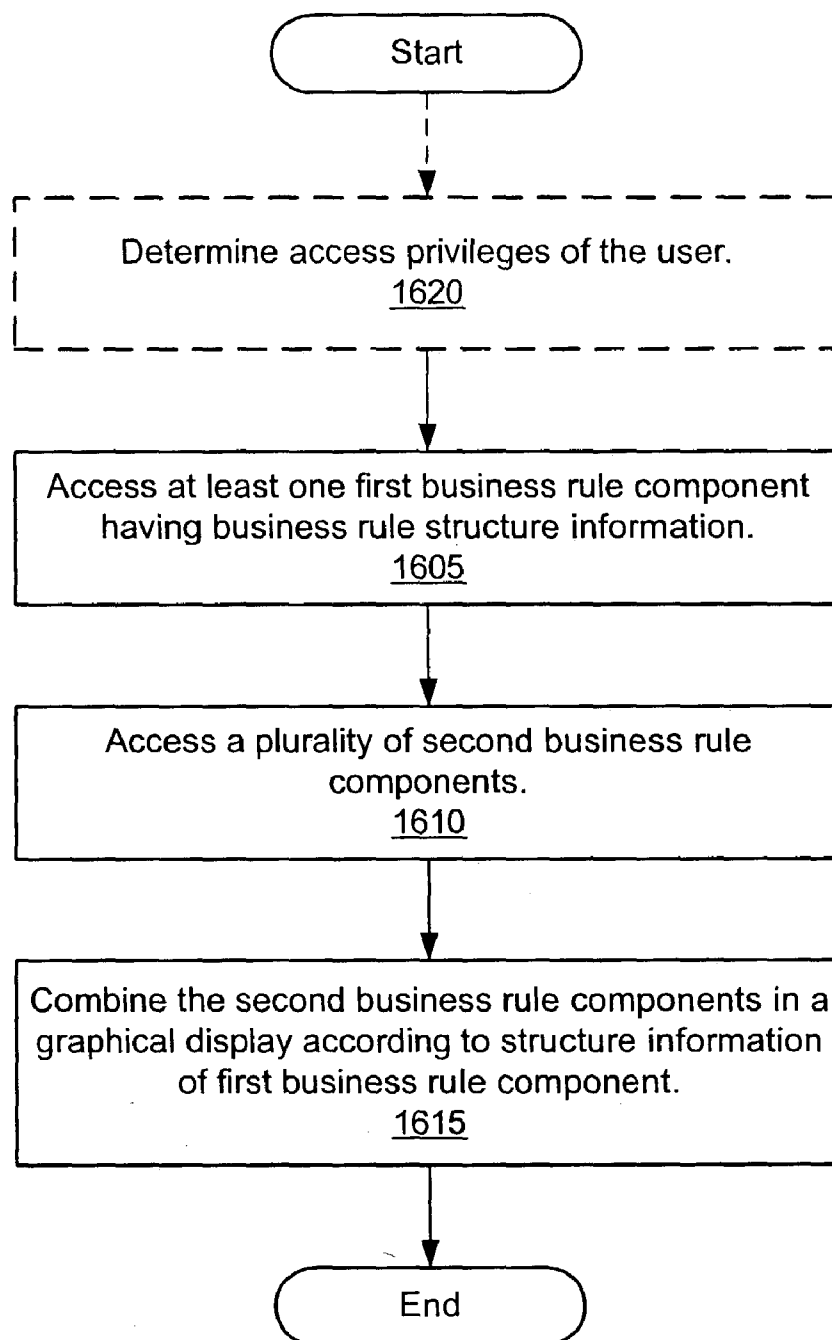 Start
Determine access privileges of the user.
1620
Access at least one first business rule component
having business rule structure information.
1605
Access a plurality of second business rule
components.
1610
Combine the second business rule components in a
graphical display according to structure information
of first business rule component.
1615
End